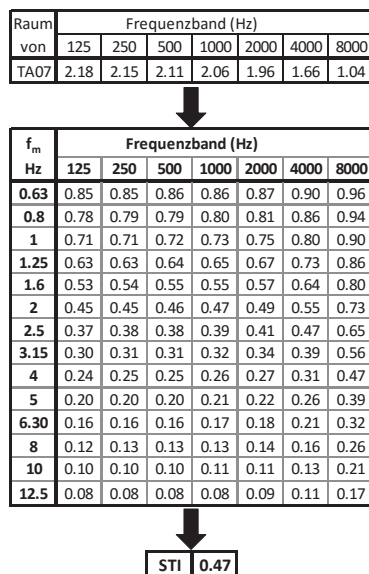 Raum Frequenzband (Hz)
von 125 250 500 1000 2000 4000 8000
TA07 2.18 2.15 2.11 2.06 1.96 1.66 1.04
fm Frequenzband (Hz)
Hz 125 250 500 1000 2000 4000 8000
0.63 0.85 0.85 0.86 0.86 0.87 0.90 0.96
0.8 0.78 0.79 0.79 0.80 0.81 0.86 0.94
1 0.71 0.71 0.72 0.73 0.75 0.80 0.90
1.25 0.63 0.63 0.64 0.65 0.67 0.73 0.86
1.6 0.53 0.54 0.55 0.55 0.57 0.64 0.80
2 0.45 0.45 0.46 0.47 0.49 0.55 0.73
2.5 0.37 0.38 0.38 0.39 0.41 0.47 0.65
3.15 0.30 0.31 0.31 0.32 0.34 0.39 0.56
4 0.24 0.25 0.25 0.26 0.27 0.31 0.47
5 0.20 0.20 0.20 0.21 0.22 0.26 0.39
6.30 0.16 0.16 0.16 0.17 0.18 0.21 0.32
8 0.12 0.13 0.13 0.13 0.14 0.16 0.26
10 0.10 0.10 0.10 0.11 0.11 0.13 0.21
12.5 0.08 0.08 0.08 0.08 0.09 0.11 0.17
STI 0.47